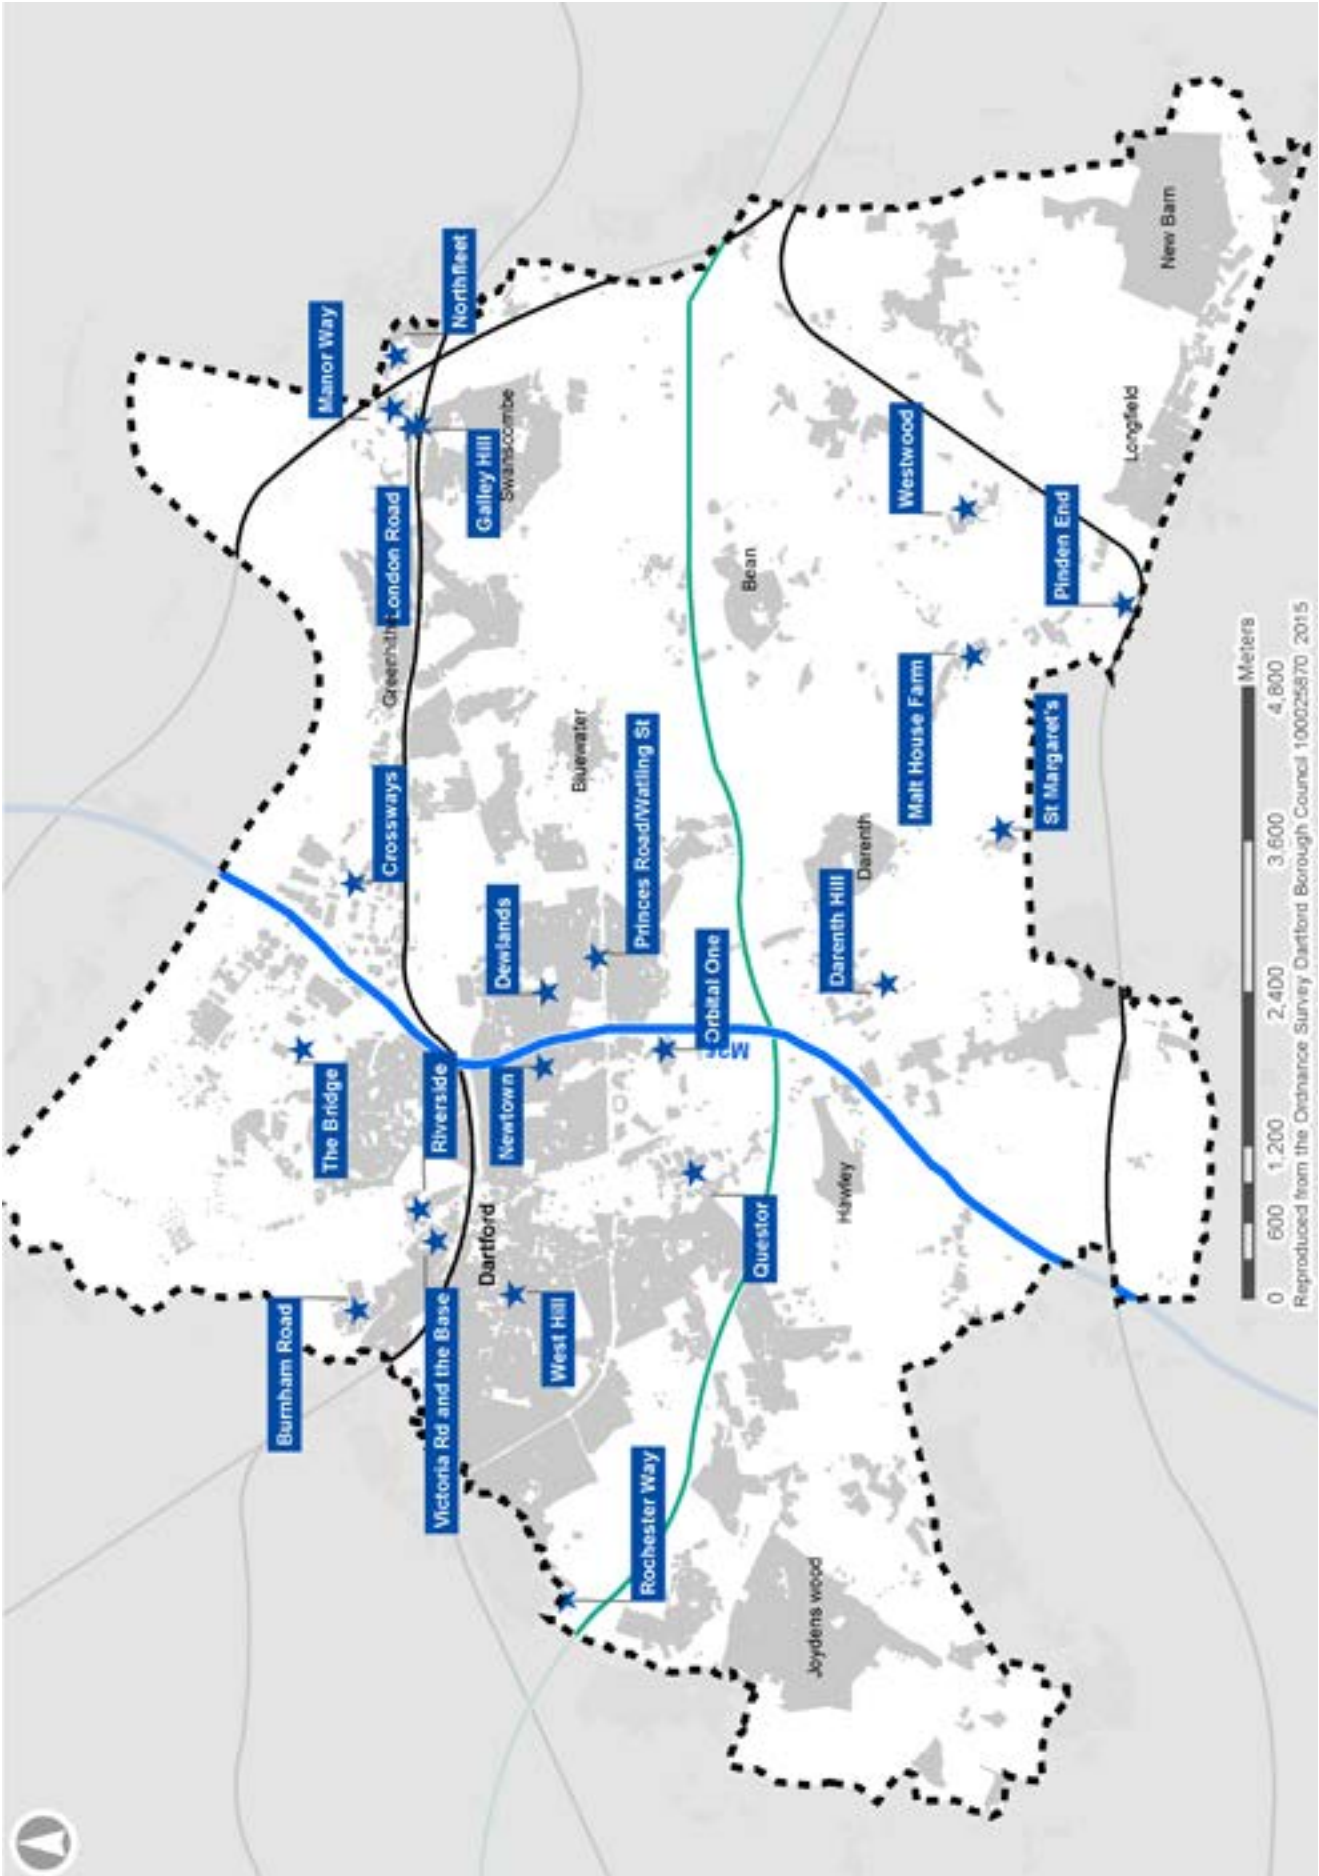 Manor Way
Northfleet
Burnham Road
The Bridge
Crossways
London Road
Greenhithe
Galley Hill
Swanscombe
Victoria Rd and the Base
Riverside
Dartford
West Hill
Newtown
Dewlands
Bluewater
Princes Road/Watling St
Rochester Way
Orbital One
Questor
Bean
Joydens wood
Hawley
Darenth Hill
Darenth
Malt House Farm
Westwood
St Margaret's
Pinden End
Longfield
New Barn
0 600 1,200 2,400 3,600 4,800
Meters
Reproduced from the Ordnance Survey Dartford Borough Council 100025870 2015